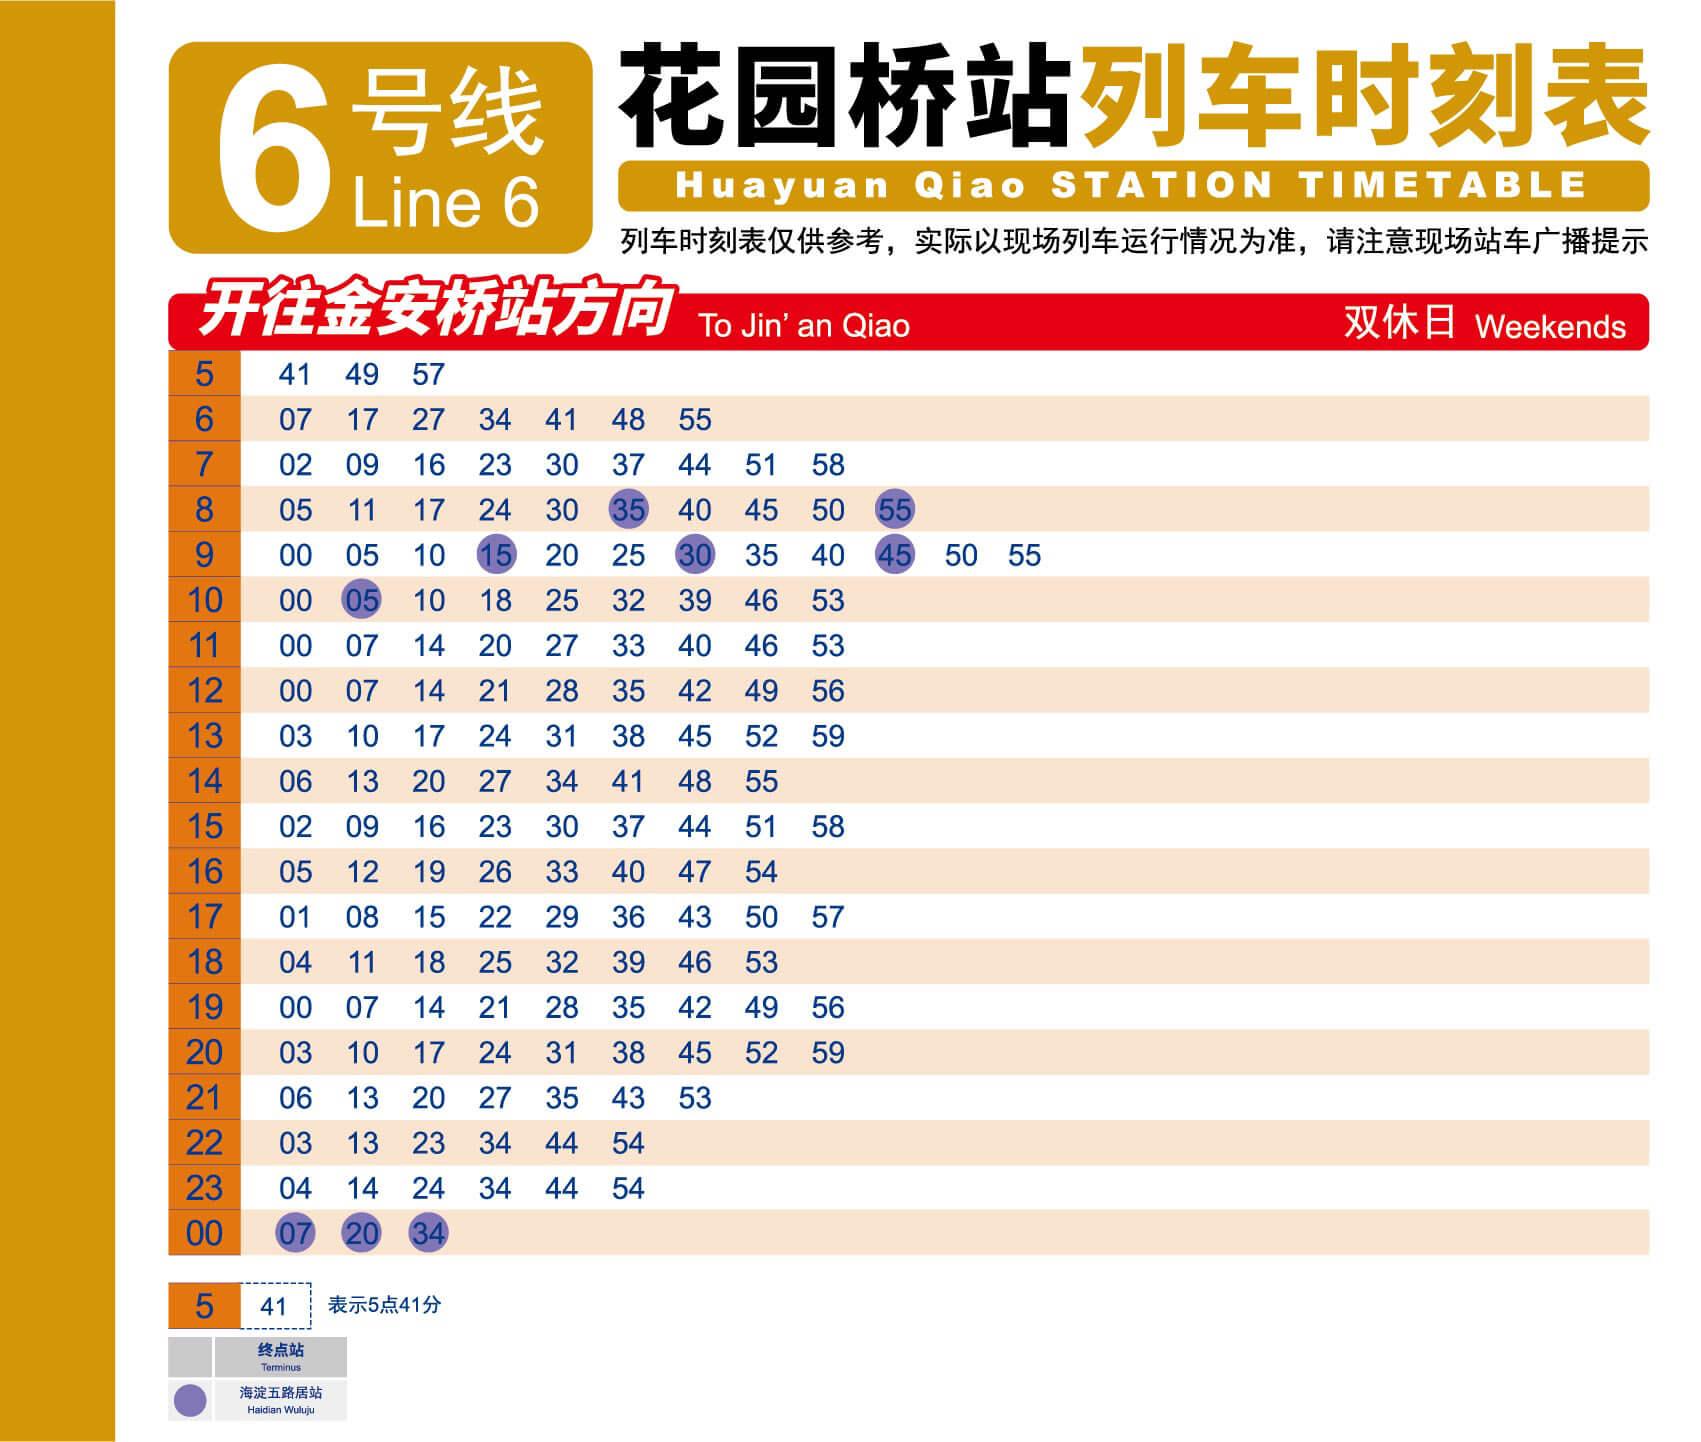 6号线
Line 6
花园桥站列车时刻表
Huayuan Qiao STATION TIMETABLE
列车时刻表仅供参考，实际以现场列车运行情况为准，请注意现场站车广播提示
开往金安桥站方向 To Jin’ an Qiao 双休日 Weekends
5 41 49 57
6 07 17 27 34 41 48 55
7 02 09 16 23 30 37 44 51 58
8 05 11 17 24 30 35 40 45 50 55
9 00 05 10 15 20 25 30 35 40 45 50 55
10 00 05 10 18 25 32 39 46 53
11 00 07 14 20 27 33 40 46 53
12 00 07 14 21 28 35 42 49 56
13 03 10 17 24 31 38 45 52 59
14 06 13 20 27 34 41 48 55
15 02 09 16 23 30 37 44 51 58
16 05 12 19 26 33 40 47 54
17 01 08 15 22 29 36 43 50 57
18 04 11 18 25 32 39 46 53
19 00 07 14 21 28 35 42 49 56
20 03 10 17 24 31 38 45 52 59
21 06 13 20 27 35 43 53
22 03 13 23 34 44 54
23 04 14 24 34 44 54
00 07 20 34
5 41 表示5点41分
终点站
Terminus
海淀五路居站
Haidian Wuluju